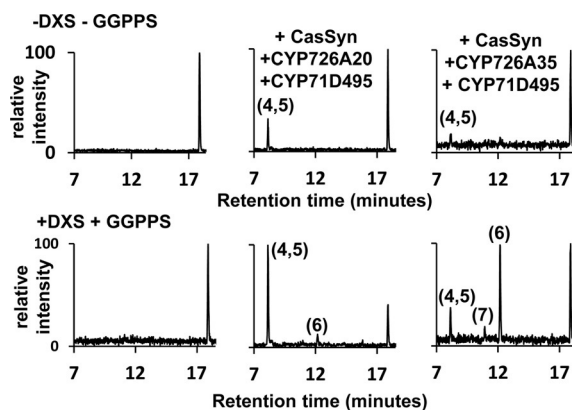 -DXS - GGPPS
+ CasSyn
+CYP726A20
+CYP71D495
+ CasSyn
+CYP726A35
+ CYP71D495
relative
intensity
100
0
(4,5)
(4,5)
7 12 17
7 12 17
7 12 17
Retention time (minutes)
+DXS + GGPPS
relative
intensity
100
0
(4,5)
(6)
(4,5)
(7)
(6)
7 12 17
7 12 17
7 12 17
Retention time (minutes)